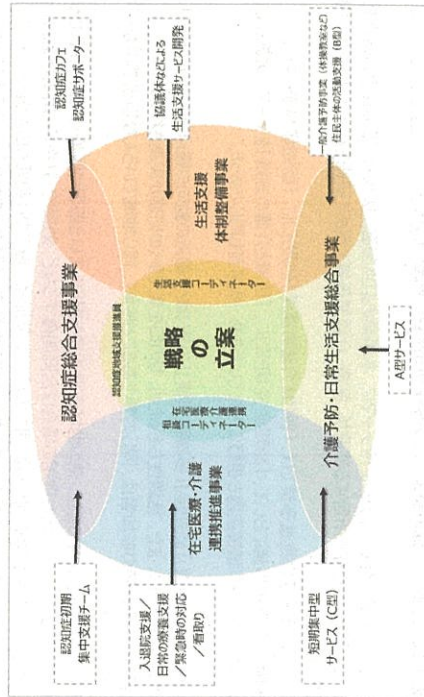 認知症初期
集中支援チーム
認知症総合支援事業
認知症カフェ
認知症サポーター
認知症地域支援推進員
入退院支援／
日常の療養支援
／緊急時の対応
／看取り
在宅医療・介護
連携推進事業
在宅医療介護連携
相談コーディネーター
戦略
の
立案
生活支援コーディネーター
生活支援
体制整備事業
協議体などによる
生活支援サービス開発
短期集中型
サービス（C型）
介護予防・日常生活支援総合事業
A型サービス
一般介護予防事業（体操教室など）
住民主体の活動支援（B型）